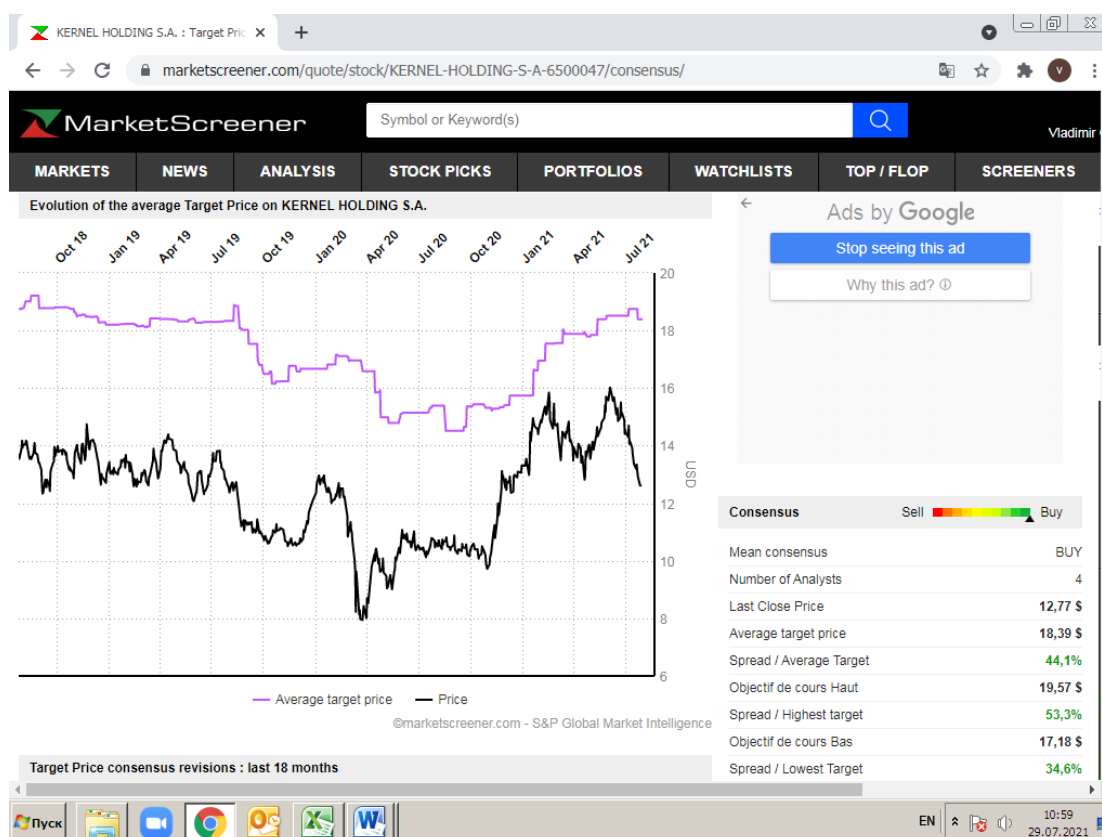 KERNEL HOLDING S.A. : Target Pric
marketscreener.com/quote/stock/KERNEL-HOLDING-S-A-6500047/consensus/
V
MarketScreener
Symbol or Keyword(s)
Vladimir
MARKETS NEWS ANALYSIS STOCK PICKS PORTFOLIOS WATCHLISTS TOP / FLOP SCREENERS
Evolution of the average Target Price on KERNEL HOLDING S.A.
Oct 18 Jan 19 Apr 19 Jul 19 Oct 19 Jan 20 Apr 20 Jul 20 Oct 20 Jan 21 Apr 21 Jul 21
20
18
16
14
12
10
8
6
USD
Average target price Price
©marketscreener.com - S&P Global Market Intelligence
Target Price consensus revisions : last 18 months
Ads by Google
Stop seeing this ad
Why this ad?
Consensus Sell Buy
Mean consensus BUY
Number of Analysts 4
Last Close Price 12,77 $
Average target price 18,39 $
Spread / Average Target 44,1%
Objectif de cours Haut 19,57 $
Spread / Highest target 53,3%
Objectif de cours Bas 17,18 $
Spread / Lowest Target 34,6%
Пуск
EN
10:59
29.07.2021